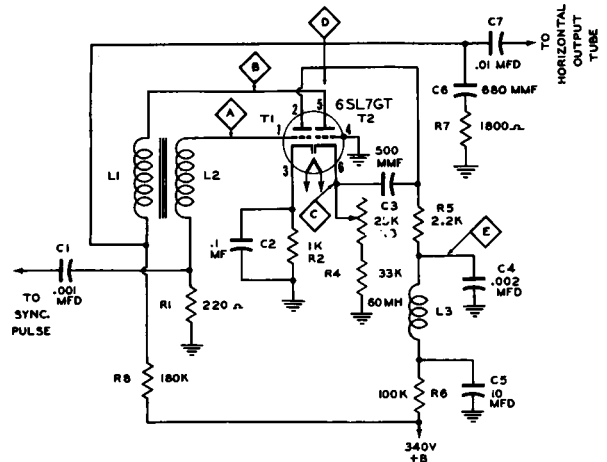 D
C7
.01 MFD
TO
HORIZONTAL
OUTPUT
TUBE
B
A
2
5
6SL7GT
T1
T2
1
4
3
6
C6
680 MMF
R7
1800Ω
L1
L2
500
MMF
C
C3
R5
2.2K
E
C1
.001
MFD
.1
MF
C2
1K
R2
R4
33K
60MH
L3
C4
.002
MFD
TO
SYNC.
PULSE
R1
220 Ω
R8
180K
100K
R6
C5
10
MFD
340V
+B